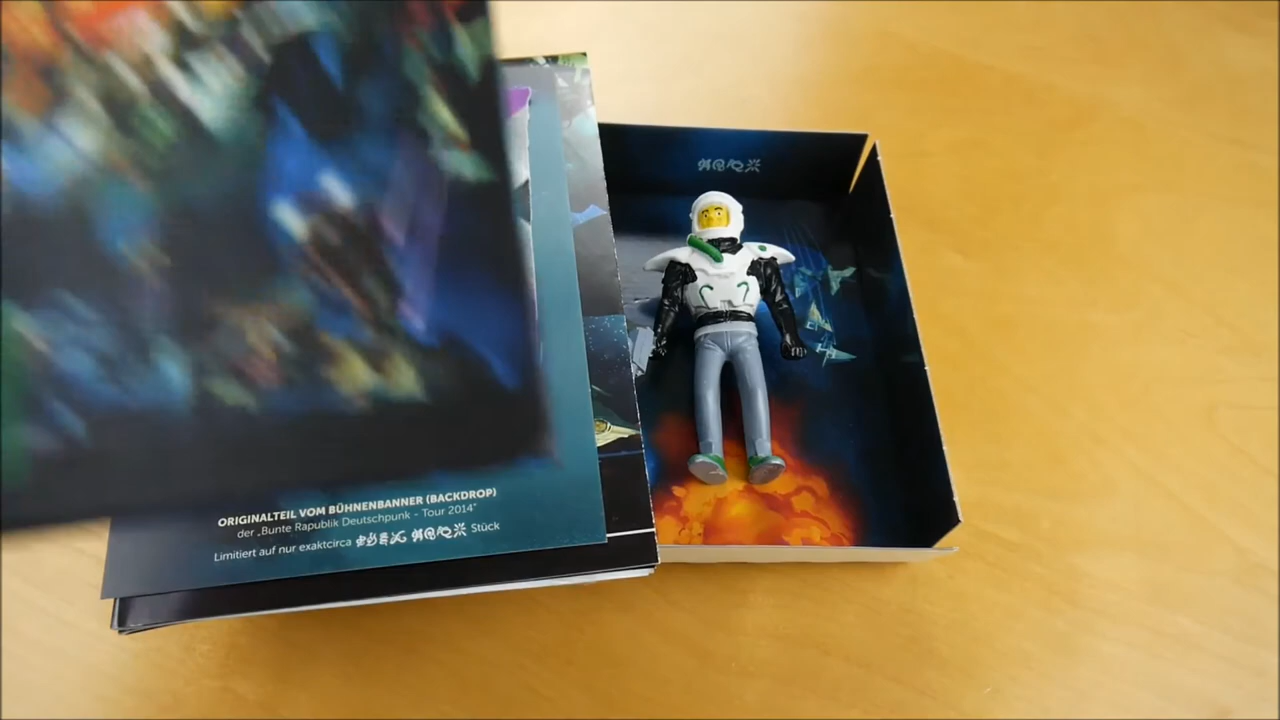 ORIGINALTEIL VOM BÜHNENBANNER (BACKDROP)
der „Bunte Rapublik Deutschpunk - Tour 2014"
Limitiert auf nur exaktcirca Stück